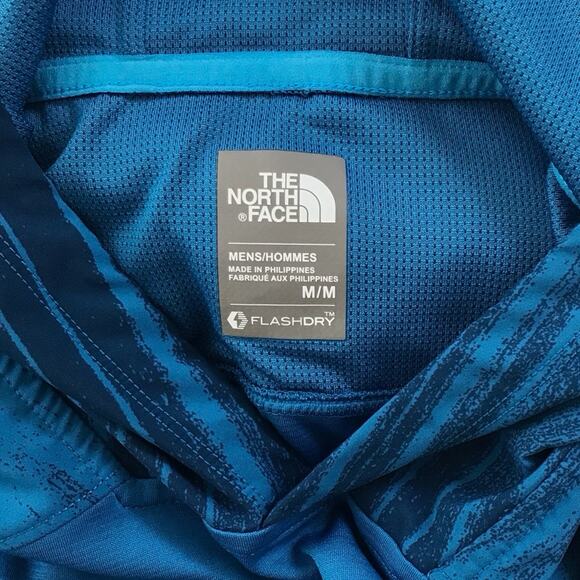 THE
NORTH
® FACE
MENS/HOMMES
MADE IN PHILIPPINES
FABRIQUÉ AUX PHILIPPINES
M/M
FLASHDRY™